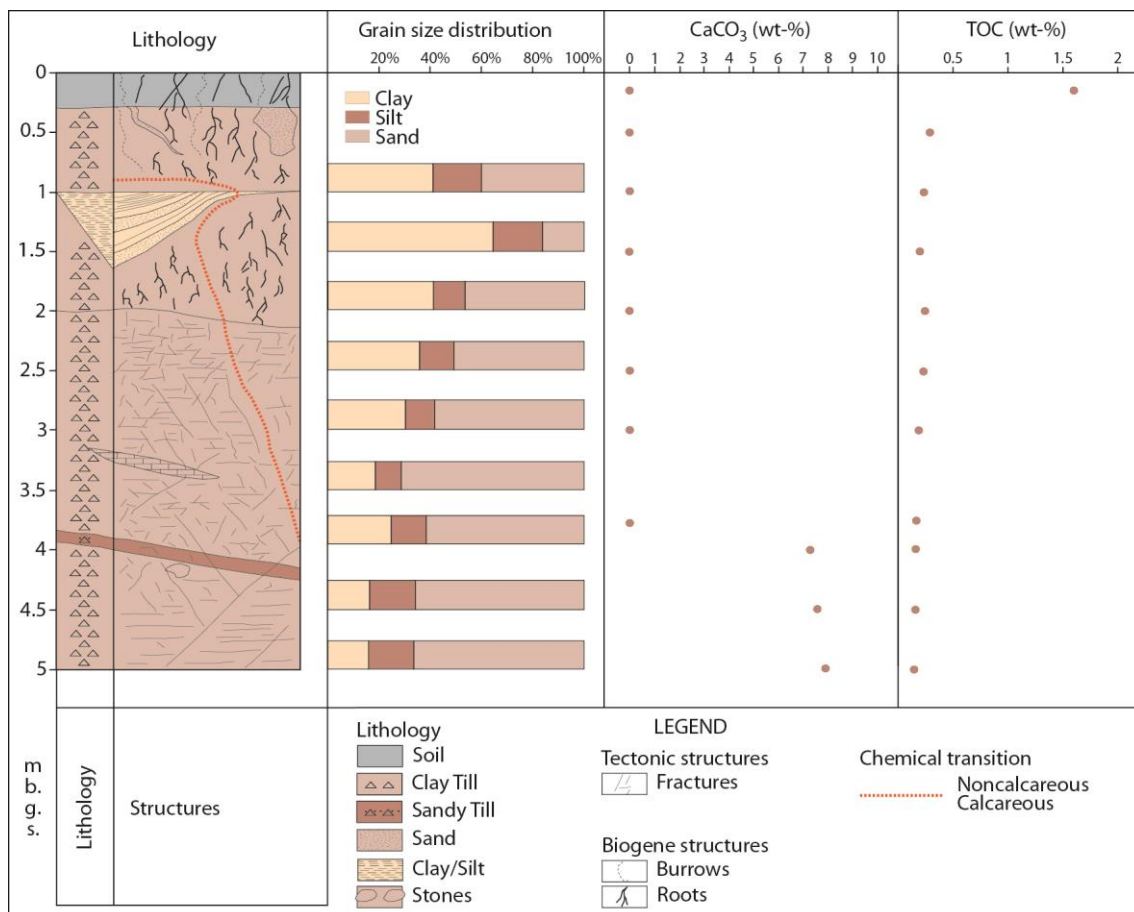 Lithology
Grain size distribution
20% 40% 60% 80% 100%
CaCO3 (wt-%)
0 1 2 3 4 5 6 7 8 9 10
TOC (wt-%)
0.5 1 1.5 2
0
0.5
1
1.5
2
2.5
3
3.5
4
4.5
5
Clay
Silt
Sand
m
b.
g.
s.
Lithology
Structures
Lithology
Soil
Clay Till
Sandy Till
Sand
Clay/Silt
Stones
LEGEND
Tectonic structures
Fractures
Biogene structures
Burrows
Roots
Chemical transition
Noncalcareous
Calcareous